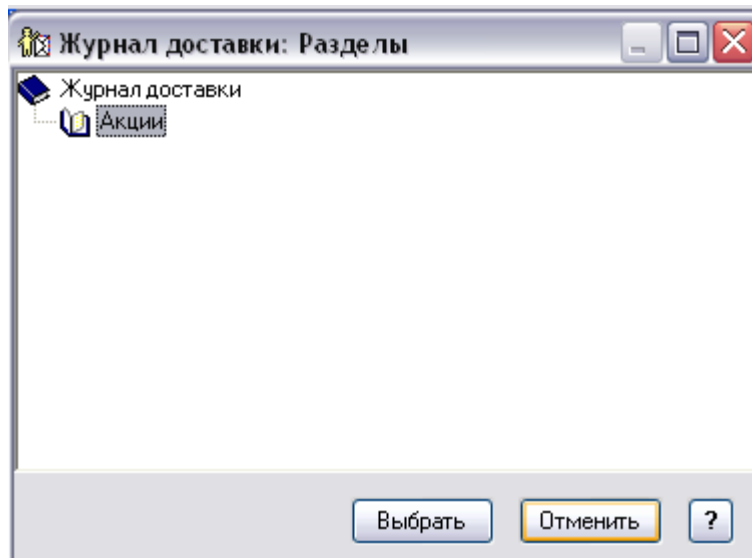 Журнал доставки: Разделы
Журнал доставки
Акции
Выбрать Отменить ?